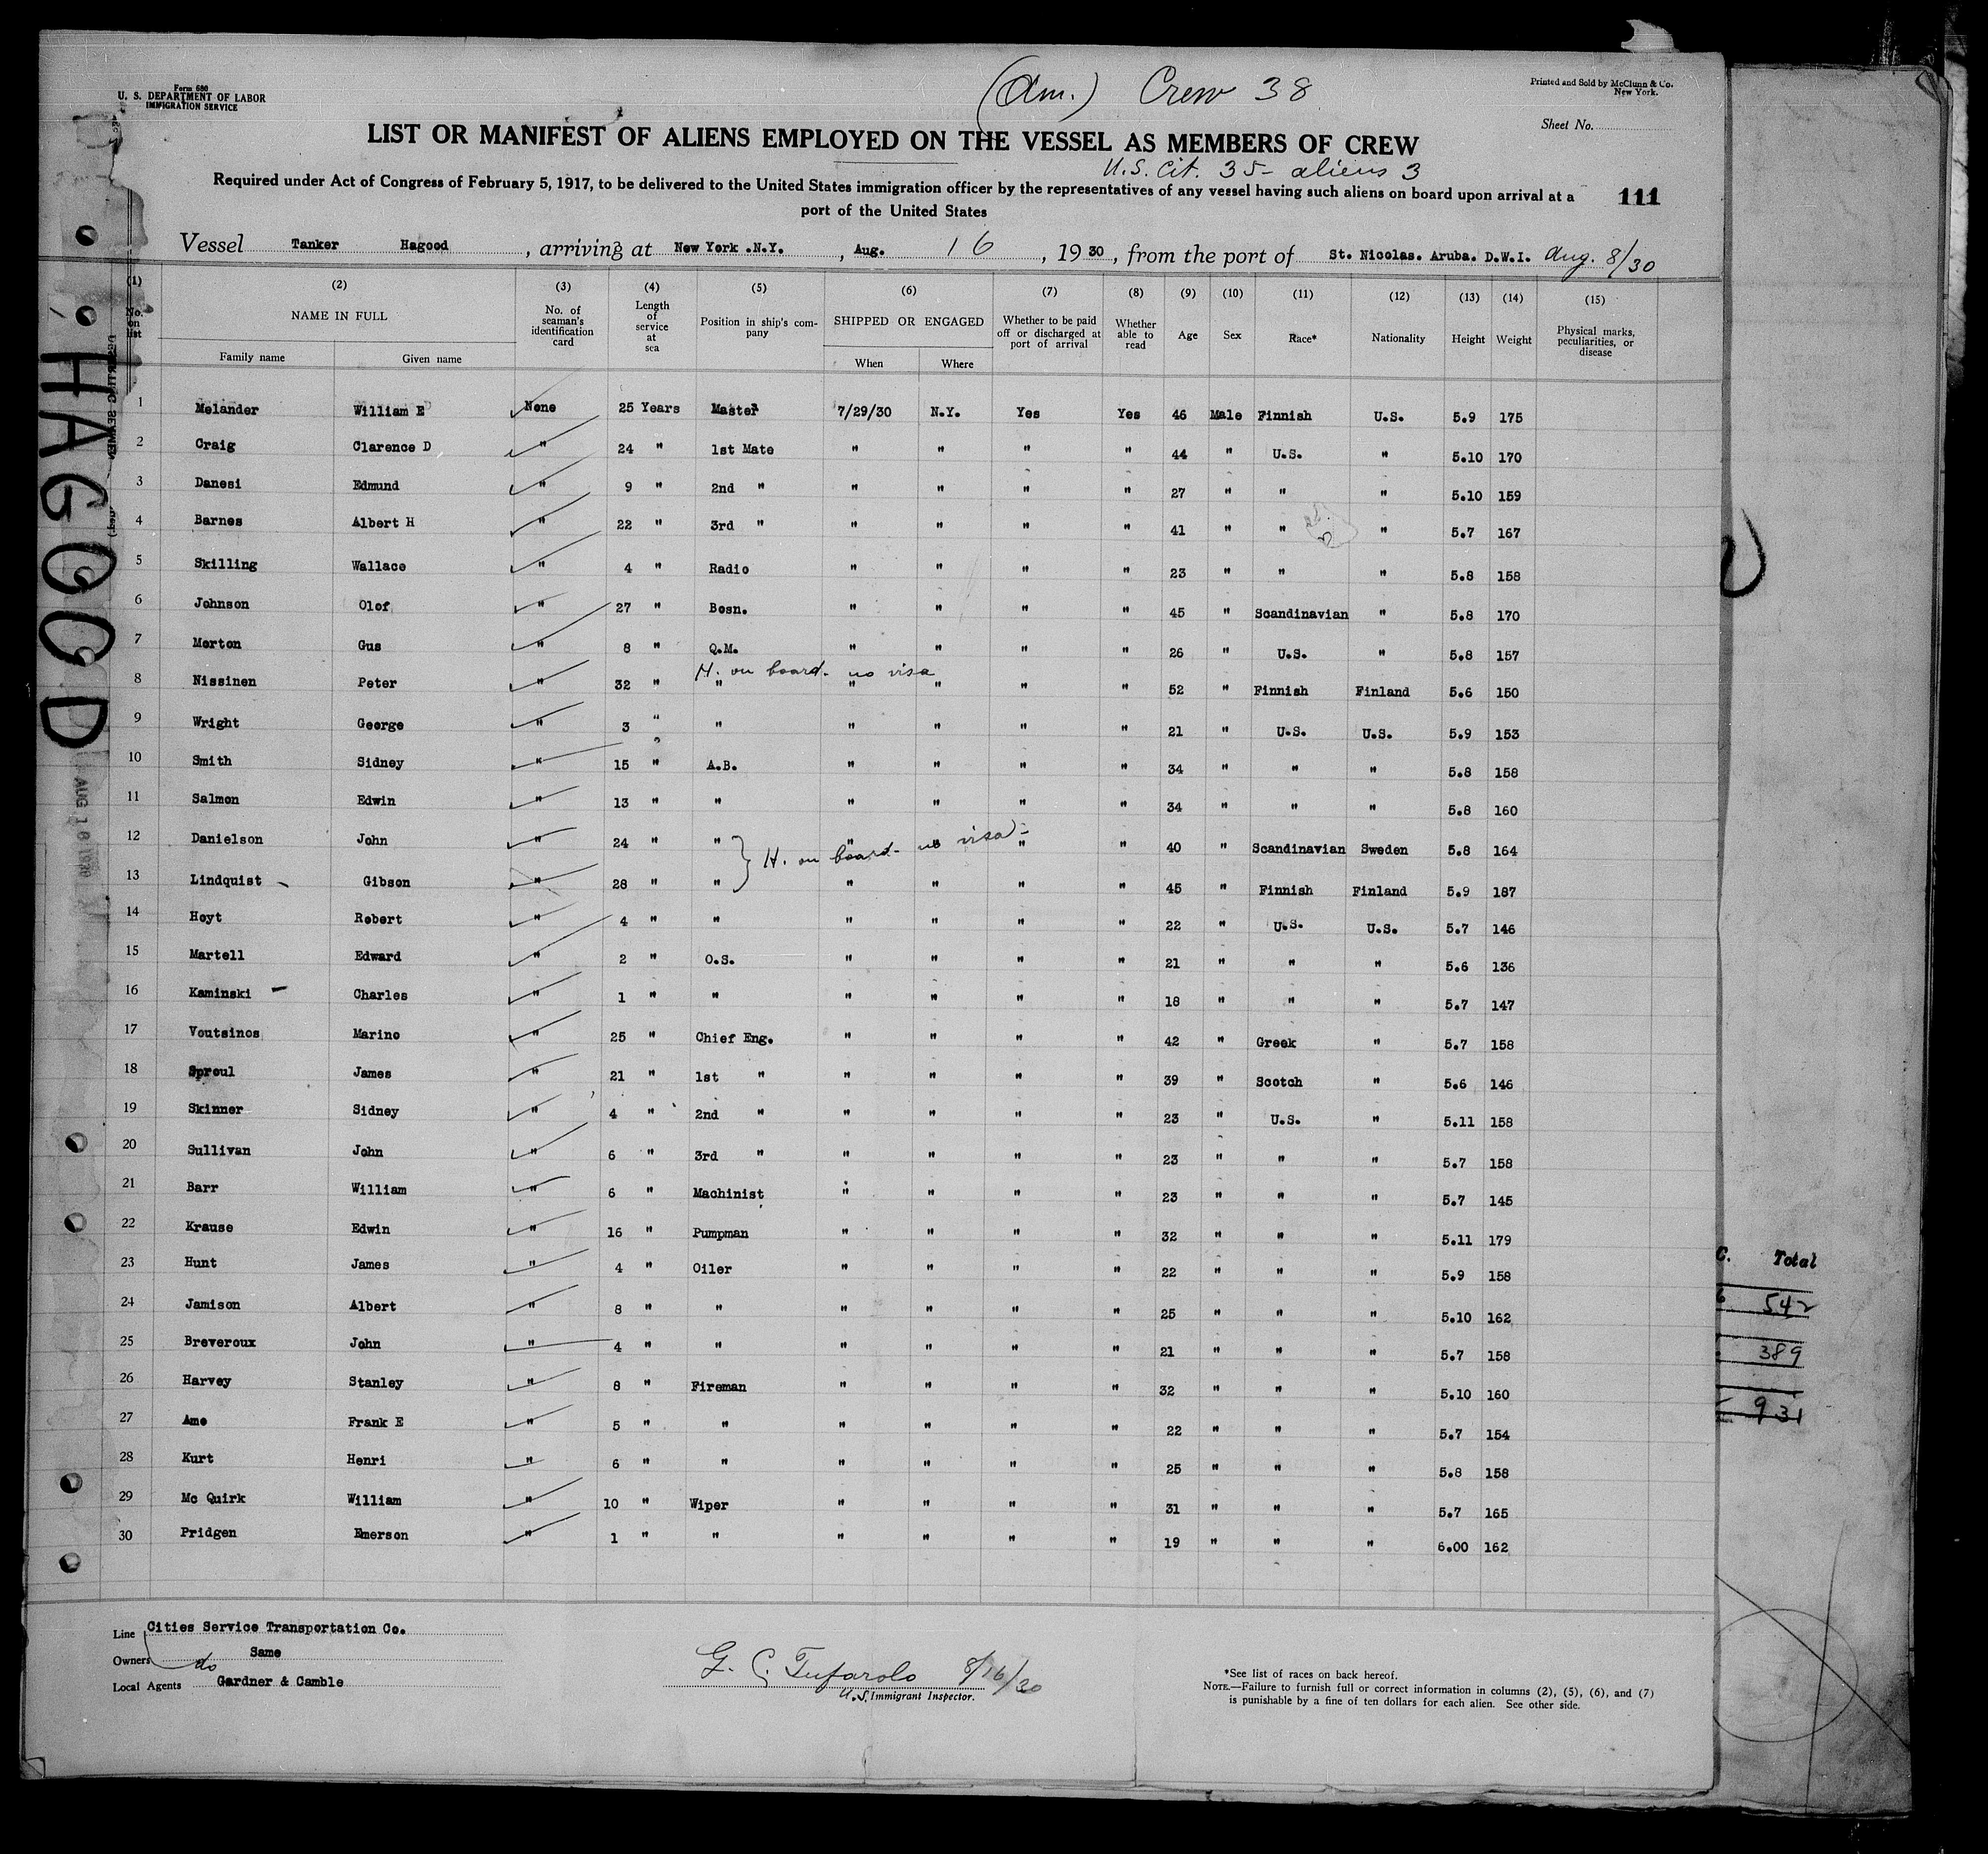 Form 680
U. S. DEPARTMENT OF LABOR
IMMIGRATION SERVICE
(Am.) Crew 38
Printed and Sold by McClunn & Co.
New York.
Sheet No.
LIST OR MANIFEST OF ALIENS EMPLOYED ON THE VESSEL AS MEMBERS OF CREW
U.S. Cit. 35 - aliens 3
Required under Act of Congress of February 5, 1917, to be delivered to the United States immigration officer by the representatives of any vessel having such aliens on board upon arrival at a
port of the United States
111
Vessel Tanker Hagood, arriving at New York .N.Y., Aug. 16, 1930, from the port of St. Nicolas. Aruba. D.W.I. Aug. 8/30
(1) (2) (3) (4) (5) (6) (7) (8) (9) (10) (11) (12) (13) (14) (15)
No. on list NAME IN FULL No. of seaman's identification card Length of service at sea Position in ship's company SHIPPED OR ENGAGED Whether to be paid off or discharged at port of arrival Whether able to read Age Sex Race* Nationality Height Weight Physical marks, peculiarities, or disease
Family name Given name When Where
1 Melander William E None 25 Years Master 7/29/30 N.Y. Yes Yes 46 Male Finnish U.S. 5.9 175
2 Craig Clarence D " 24 " 1st Mate " " " " 44 " U.S. " 5.10 170
3 Danesi Edmund " 9 " 2nd " " " " " 27 " " " 5.10 159
4 Barnes Albert H " 22 " 3rd " " " " " 41 " " " 5.7 167
5 Skilling Wallace " 4 " Radio " " " " 23 " " " 5.8 158
6 Johnson Olof " 27 " Bosn. " " " " 45 " Scandinavian " 5.8 170
7 Morton Gus " 8 " Q.M. " " " " 26 " U.S. " 5.8 157
H. on board - no visa
8 Nissinen Peter " 32 " " " " " " 52 " Finnish Finland 5.6 150
9 Wright George " 3 " " " " " " 21 " U.S. U.S. 5.9 153
10 Smith Sidney " 15 " A.B. " " " " 34 " " " 5.8 158
11 Salmon Edwin " 13 " " " " " " 34 " " " 5.8 160
12 Danielson John " 24 " " " " " " 40 " Scandinavian Sweden 5.8 164
} H. on board - no visa -
13 Lindquist Gibson " 28 " " " " " " 45 " Finnish Finland 5.9 187
14 Hoyt Robert " 4 " " " " " " 22 " U.S. U.S. 5.7 146
15 Martell Edward " 2 " O.S. " " " " 21 " " " 5.6 136
16 Kaminski Charles " 1 " " " " " " 18 " " " 5.7 147
17 Voutsinos Marino " 25 " Chief Eng. " " " " 42 " Greek " 5.7 158
18 Sproul James " 21 " 1st " " " " " 39 " Scotch " 5.6 146
19 Skinner Sidney " 4 " 2nd " " " " " 23 " U.S. " 5.11 158
20 Sullivan John " 6 " 3rd " " " " " 23 " " " 5.7 158
21 Barr William " 6 " Machinist " " " " 23 " " " 5.7 145
22 Krause Edwin " 16 " Pumpman " " " " 32 " " " 5.11 179
23 Hunt James " 4 " Oiler " " " " 22 " " " 5.9 158
24 Jamison Albert " 8 " " " " " " 25 " " " 5.10 162
25 Breveroux John " 4 " " " " " " 21 " " " 5.7 158
26 Harvey Stanley " 8 " Fireman " " " " 32 " " " 5.10 160
27 Ame Frank E " 5 " " " " " " 22 " " " 5.7 154
28 Kurt Henri " 6 " " " " " " 25 " " " 5.8 158
29 Mc Quirk William " 10 " Wiper " " " " 31 " " " 5.7 165
30 Pridgen Emerson " 1 " " " " " " 19 " " " 6.00 162
Line Cities Service Transportation Co.
Owners do Same
Local Agents Gardner & Camble
G. C. Tufarolo 8/16/30
U.S. Immigrant Inspector.
*See list of races on back hereof.
NOTE.—Failure to furnish full or correct information in columns (2), (5), (6), and (7)
is punishable by a fine of ten dollars for each alien. See other side.
HAGOOD
AUG 16 1930
Total
542
389
931